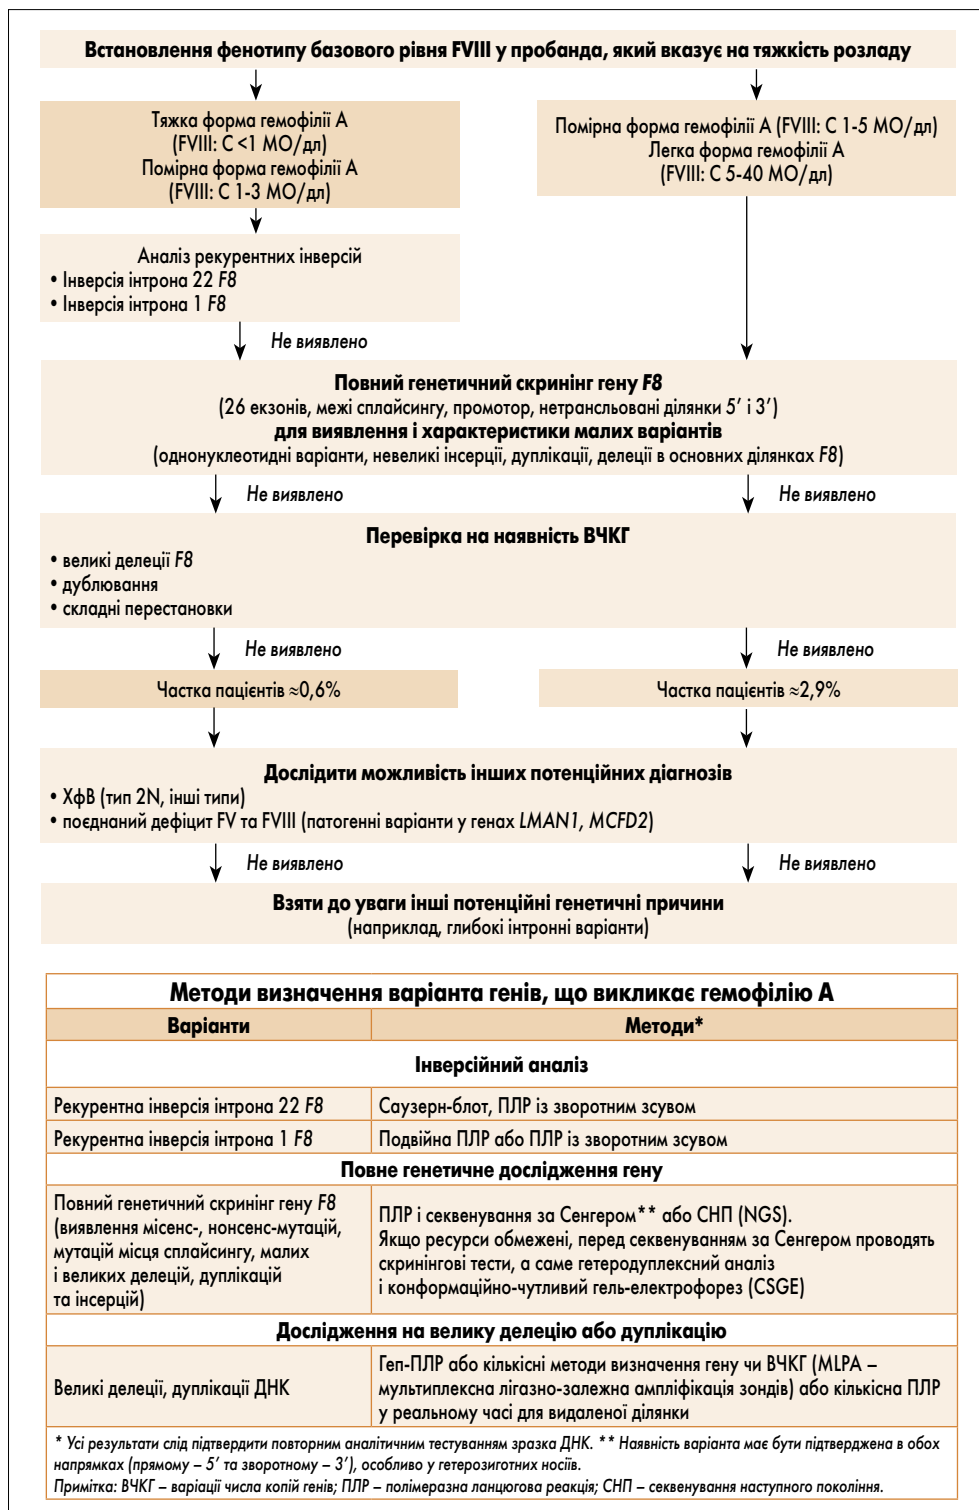 Встановлення фенотипу базового рівня FVIII у пробанда, який вказує на тяжкість розладу
Тяжка форма гемофілії А
(FVIII: C <1 МО/дл)
Помірна форма гемофілії А
(FVIII: C 1-3 МО/дл)
Помірна форма гемофілії А (FVIII: C 1-5 МО/дл)
Легка форма гемофілії А
(FVIII: C 5-40 МО/дл)
Аналіз рекурентних інверсій
• Інверсія інтрона 22 F8
• Інверсія інтрона 1 F8
Не виявлено
Повний генетичний скринінг гену F8
(26 екзонів, межі сплайсингу, промотор, нетрансльовані ділянки 5′ і 3′)
для виявлення і характеристики малих варіантів
(однонуклеотидні варіанти, невеликі інсерції, дуплікації, делеції в основних ділянках F8)
Не виявлено
Не виявлено
Перевірка на наявність ВЧКГ
• великі делеції F8
• дублювання
• складні перестановки
Не виявлено
Не виявлено
Частка пацієнтів ≈0,6%
Частка пацієнтів ≈2,9%
Дослідити можливість інших потенційних діагнозів
• ХфВ (тип 2N, інші типи)
• поєднаний дефіцит FV та FVIII (патогенні варіанти у генах LMAN1, MCFD2)
Не виявлено
Не виявлено
Взяти до уваги інші потенційні генетичні причини
(наприклад, глибокі інтронні варіанти)
Методи визначення варіанта генів, що викликає гемофілію А
Варіанти
Методи*
Інверсійний аналіз
Рекурентна інверсія інтрона 22 F8
Саузерн-блот, ПЛР із зворотним зсувом
Рекурентна інверсія інтрона 1 F8
Подвійна ПЛР або ПЛР із зворотним зсувом
Повне генетичне дослідження гену
Повний генетичний скринінг гену F8
(виявлення місенс-, нонсенс-мутацій,
мутацій місця сплайсингу, малих
і великих делецій, дуплікацій
та інсерцій)
ПЛР і секвенування за Сенгером** або СНП (NGS).
Якщо ресурси обмежені, перед секвенуванням за Сенгером проводять
скринінгові тести, а саме гетеродуплексний аналіз
і конформаційно-чутливий гель-електрофорез (CSGE)
Дослідження на велику делецію або дуплікацію
Великі делеції, дуплікації ДНК
Геп-ПЛР або кількісні методи визначення гену чи ВЧКГ (MLPA –
мультиплексна лігазно-залежна ампліфікація зондів) або кількісна ПЛР
у реальному часі для видаленої ділянки
* Усі результати слід підтвердити повторним аналітичним тестуванням зразка ДНК. ** Наявність варіанта має бути підтверджена в обох
напрямках (прямому – 5′ та зворотному – 3′), особливо у гетерозиготних носіїв.
Примітка: ВЧКГ – варіації числа копій генів; ПЛР – полімеразна ланцюгова реакція; СНП – секвенування наступного покоління.